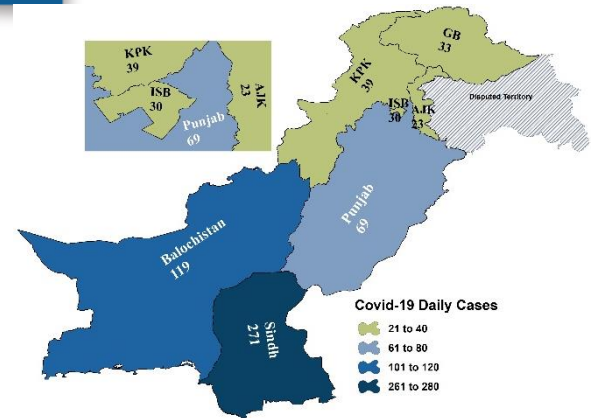 KPK
39
ISB
30
Punjab
69
AJK
23
GB
33
KPK
39
ISB
30
AJK
23
Disputed Territory
Punjab
69
Balochistan
119
Sindh
271
Covid-19 Daily Cases
21 to 40
61 to 80
101 to 120
261 to 280